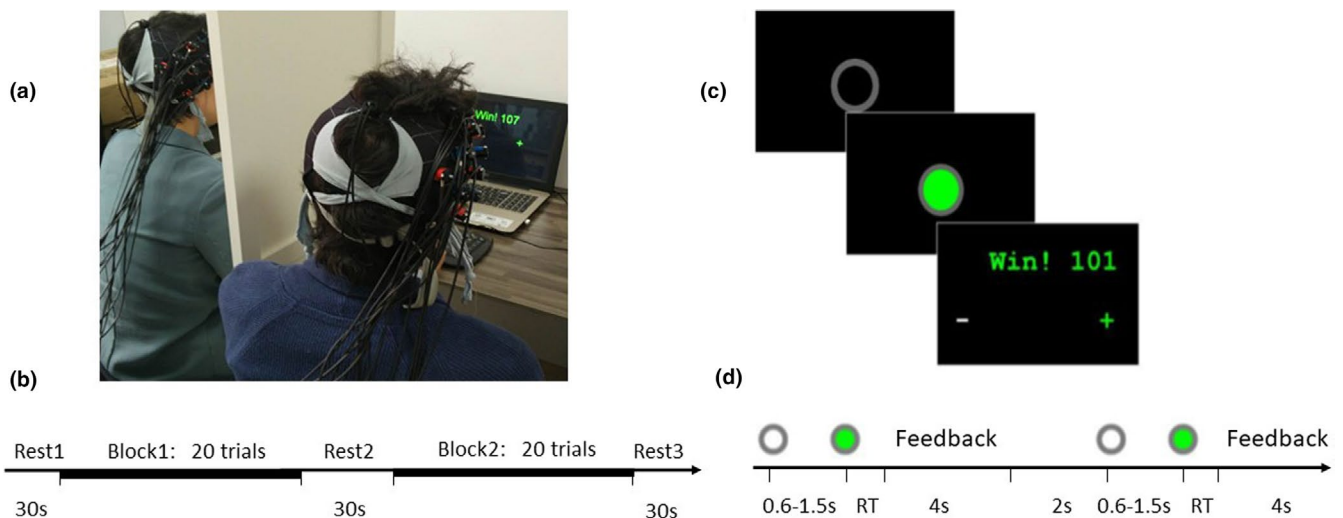 (a)
Win! 107
+
(b)
Rest1 Block1: 20 trials Rest2 Block2: 20 trials Rest3
30s 30s 30s
(c)
Win! 101
− +
(d)
Feedback Feedback
0.6-1.5s RT 4s 2s 0.6-1.5s RT 4s